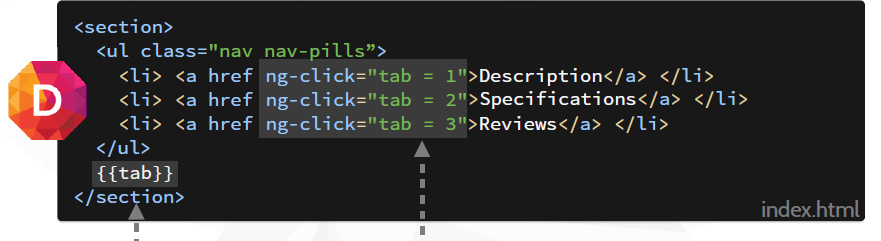 <section>
<ul class="nav nav-pills”>
<li> <a href ng-click="tab = 1">Description</a> </li>
<li> <a href ng-click="tab = 2">Specifications</a> </li>
<li> <a href ng-click="tab = 3">Reviews</a> </li>
</ul>
{{tab}}
</section>
index.html
D